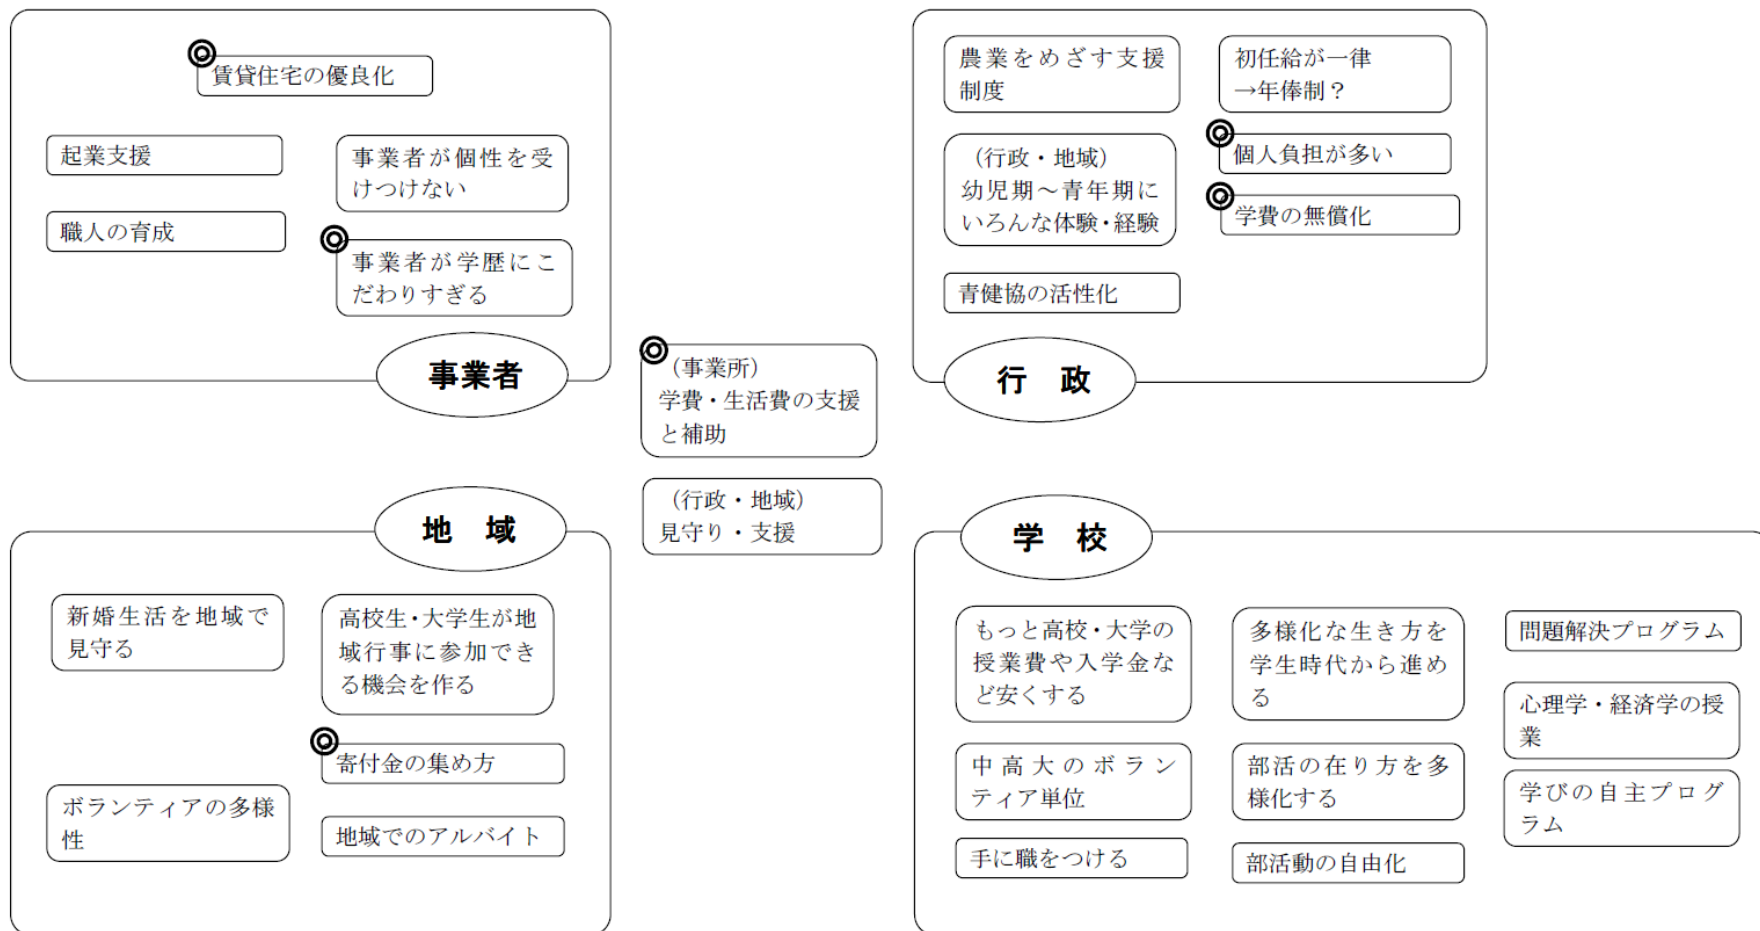 賃貸住宅の優良化
起業支援
事業者が個性を受
けつけない
職人の育成
事業者が学歴にこ
だわりすぎる
事業者
農業をめざす支援
制度
初任給が一律
→年俸制？
（行政・地域）
幼児期～青年期に
いろんな体験・経験
個人負担が多い
学費の無償化
青健協の活性化
行　政
（事業所）
学費・生活費の支援
と補助
（行政・地域）
見守り・支援
地　域
新婚生活を地域で
見守る
高校生・大学生が地
域行事に参加でき
る機会を作る
寄付金の集め方
ボランティアの多様
性
地域でのアルバイト
学　校
もっと高校・大学の
授業費や入学金な
ど安くする
多様化な生き方を
学生時代から進め
る
問題解決プログラム
心理学・経済学の授
業
中高大のボラン
ティア単位
部活の在り方を多
様化する
学びの自主プログ
ラム
手に職をつける
部活動の自由化